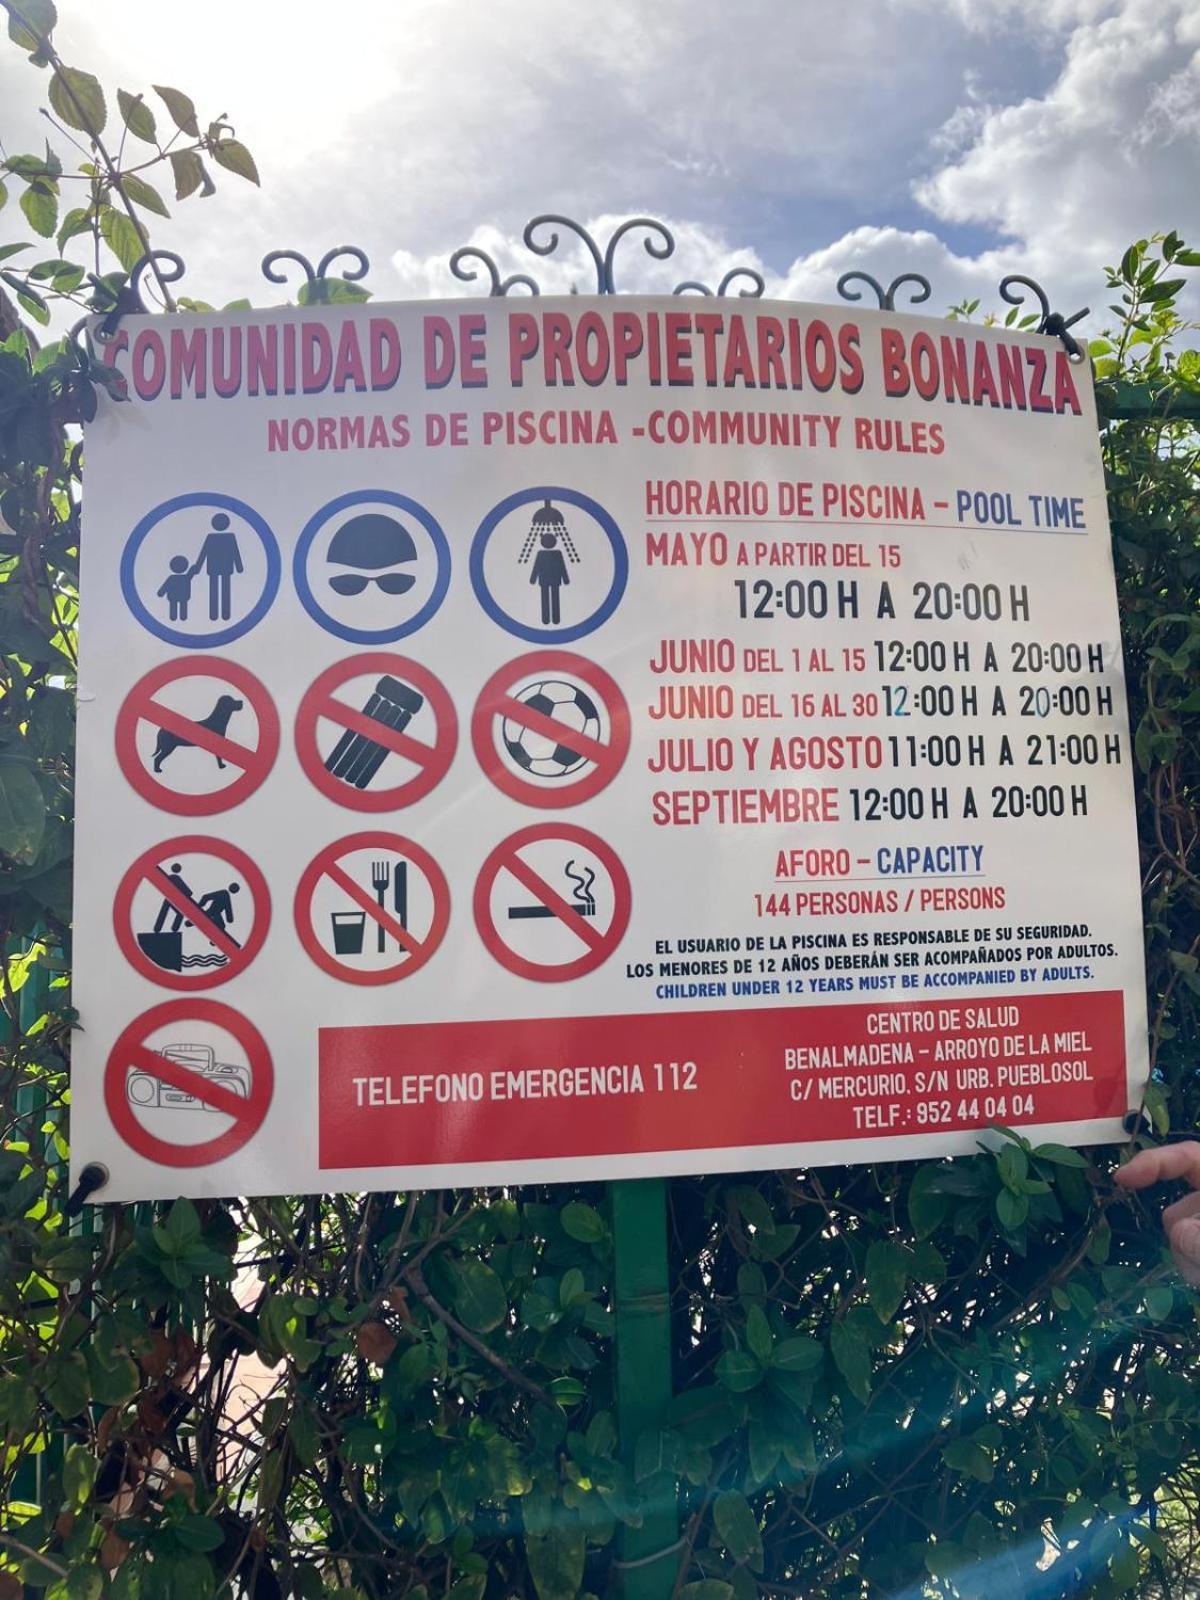 COMUNIDAD DE PROPIETARIOS BONANZA
NORMAS DE PISCINA -COMMUNITY RULES
HORARIO DE PISCINA - POOL TIME
MAYO A PARTIR DEL 15
12:00 H A 20:00 H
JUNIO DEL 1 AL 15 12:00 H A 20:00 H
JUNIO DEL 16 AL 30 12:00 H A 20:00 H
JULIO Y AGOSTO 11:00 H A 21:00 H
SEPTIEMBRE 12:00 H A 20:00 H
AFORO - CAPACITY
144 PERSONAS / PERSONS
EL USUARIO DE LA PISCINA ES RESPONSABLE DE SU SEGURIDAD.
LOS MENORES DE 12 AÑOS DEBERÁN SER ACOMPAÑADOS POR ADULTOS.
CHILDREN UNDER 12 YEARS MUST BE ACCOMPANIED BY ADULTS.
TELEFONO EMERGENCIA 112
CENTRO DE SALUD
BENALMADENA - ARROYO DE LA MIEL
C/ MERCURIO. S/N URB. PUEBLOSOL
TELF.: 952 44 04 04